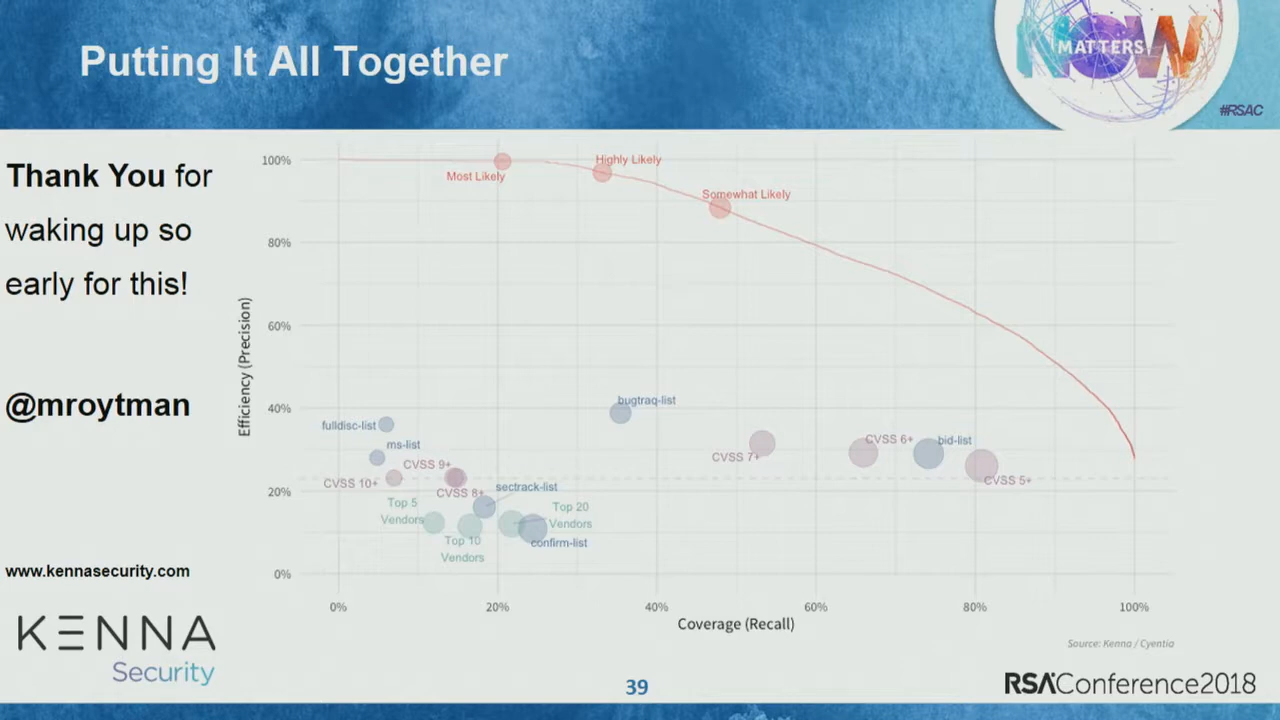 Putting It All Together
NOW
MATTERS
#RSAC
Thank You for
waking up so
early for this!
@mroytman
www.kennasecurity.com
KENNA
Security
Efficiency (Precision)
100%
80%
60%
40%
20%
0%
Most Likely
Highly Likely
Somewhat Likely
bugtraq-list
fulldisc-list
ms-list
CVSS 10+
CVSS 9+
CVSS 8+
CVSS 7+
CVSS 6+
bid-list
CVSS 5+
sectrack-list
Top 5
Vendors
Top 10
Vendors
Top 20
Vendors
confirm-list
0%
20%
40%
60%
80%
100%
Coverage (Recall)
Source: Kenna / Cyentia
39
RSAConference2018